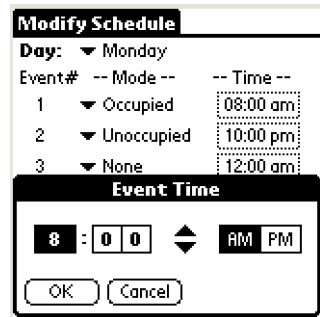 Modify Schedule
Day: Monday
Event# -- Mode -- -- Time --
1 Occupied 08:00 am
2 Unoccupied 10:00 pm
3 None 12:00 am
Event Time
8 : 0 0 AM PM
OK Cancel